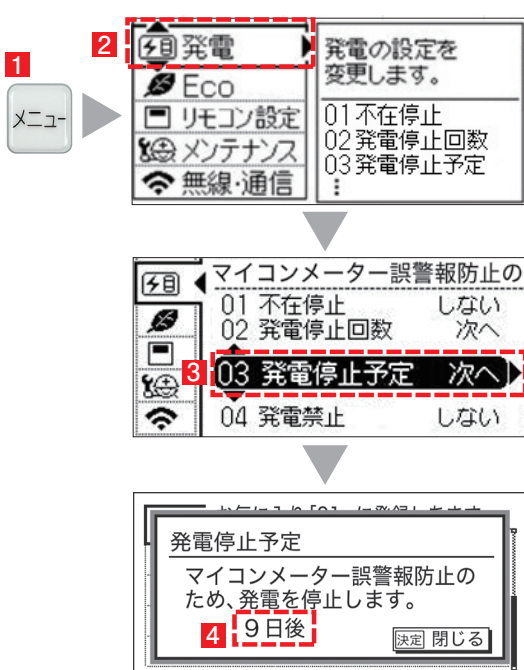 1
メニュー
2
発電
Eco
リモコン設定
メンテナンス
無線・通信
発電の設定を
変更します。
01 不在停止
02 発電停止回数
03 発電停止予定
⋮
マイコンメーター誤警報防止の
01 不在停止 しない
02 発電停止回数 次へ
3
03 発電停止予定 次へ
04 発電禁止 しない
発電停止予定
マイコンメーター誤警報防止の
ため、発電を停止します。
4
9日後
決定 閉じる